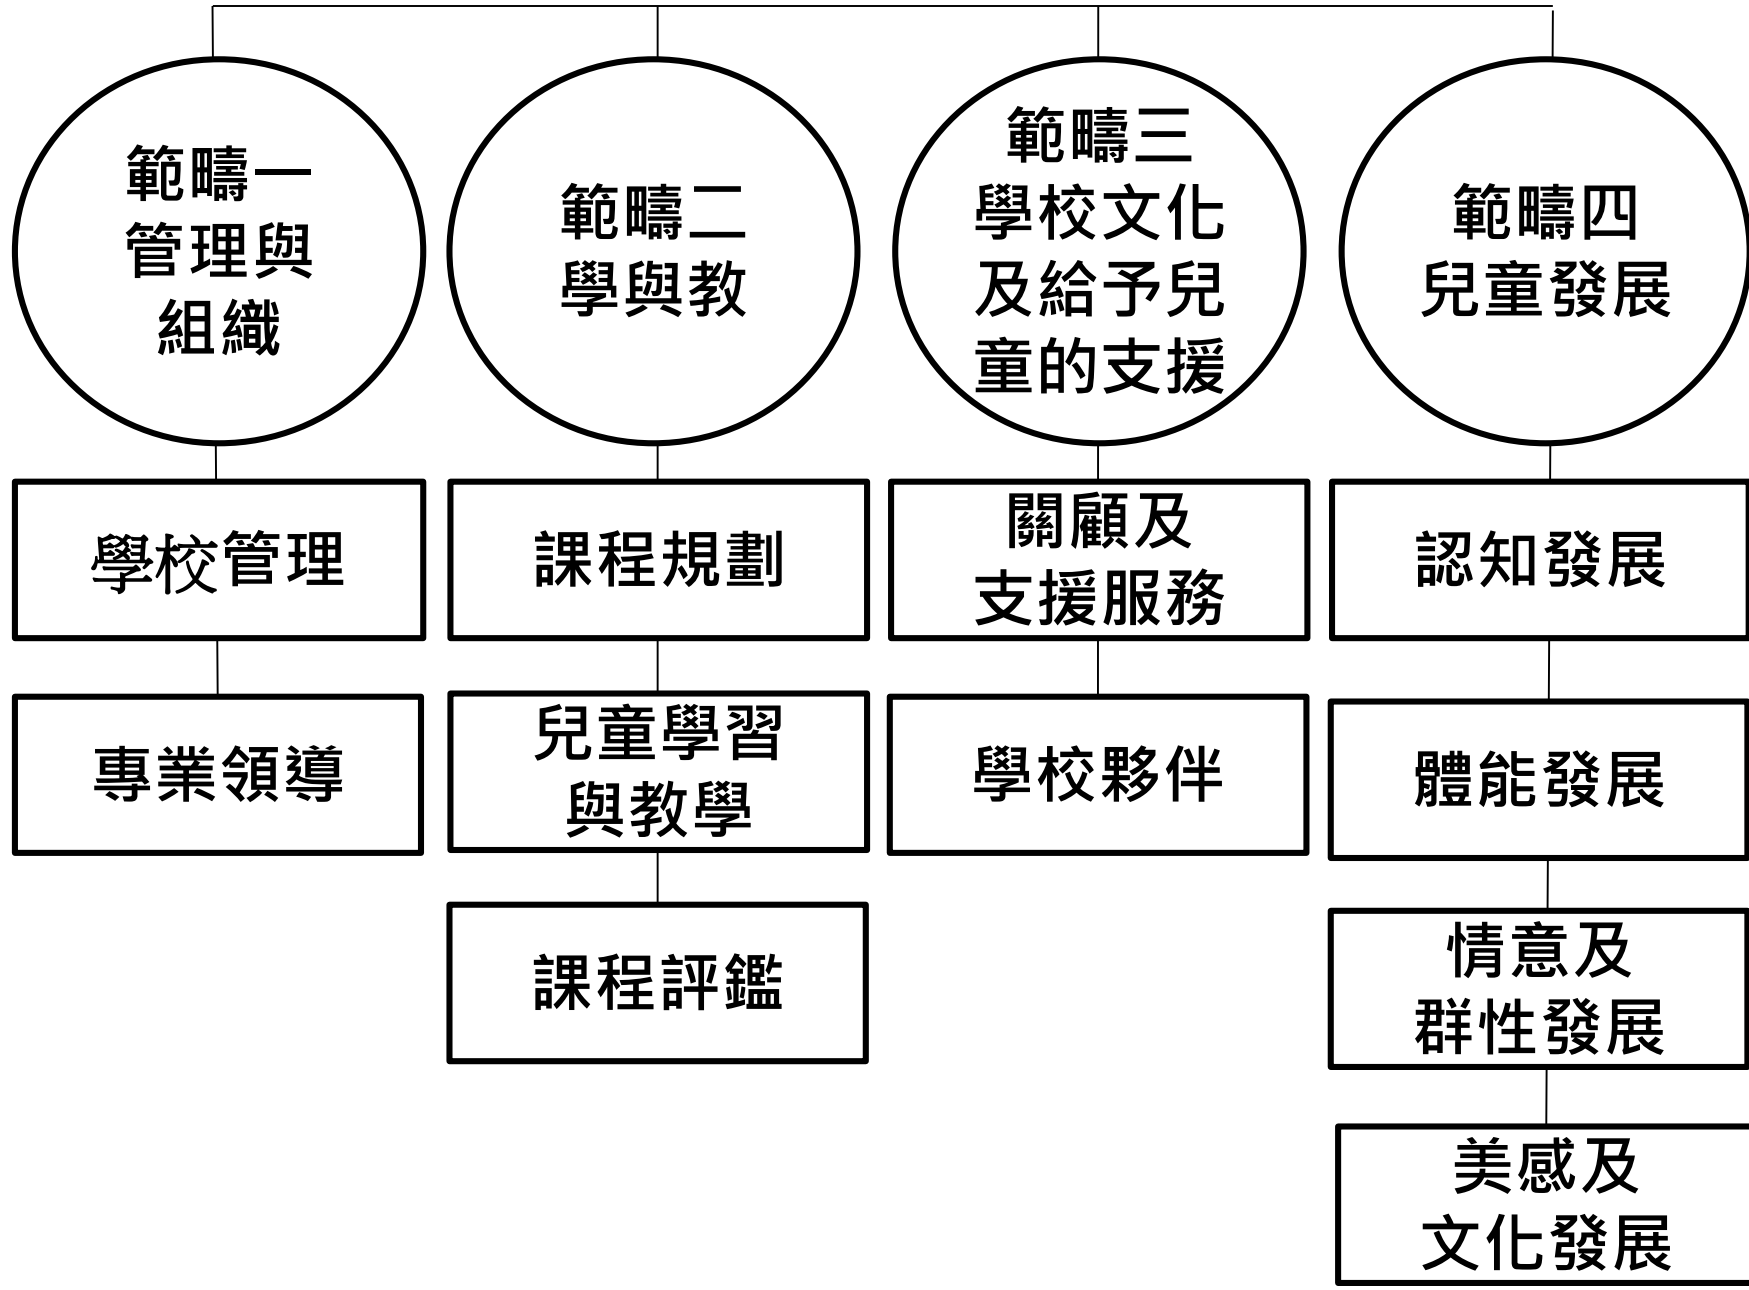 範疇一
管理與
組織
學校管理
專業領導
範疇二
學與教
課程規劃
兒童學習
與教學
課程評鑑
範疇三
學校文化
及給予兒
童的支援
關顧及
支援服務
學校夥伴
範疇四
兒童發展
認知發展
體能發展
情意及
群性發展
美感及
文化發展